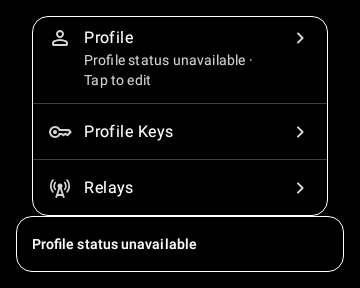 Profile
Profile status unavailable ·
Tap to edit
Profile Keys
Relays
Profile status unavailable